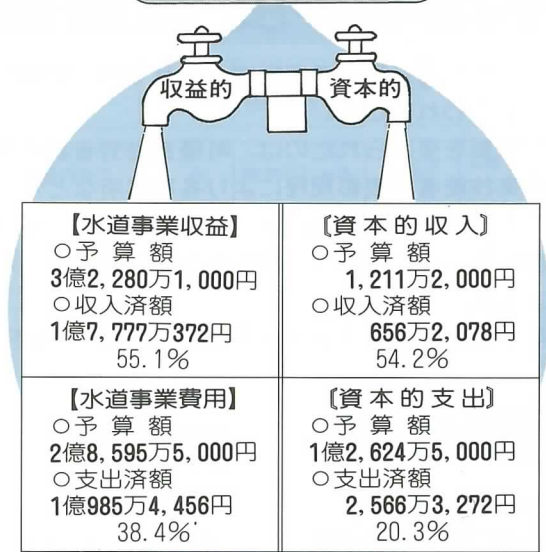 収益的
資本的
【水道事業収益】
○予算額
3億2,280万1,000円
○収入済額
1億7,777万372円
55.1%
〔資本的収入〕
○予算額
1,211万2,000円
○収入済額
656万2,078円
54.2%
【水道事業費用】
○予算額
2億8,595万5,000円
○支出済額
1億985万4,456円
38.4%
〔資本的支出〕
○予算額
1億2,624万5,000円
○支出済額
2,566万3,272円
20.3%